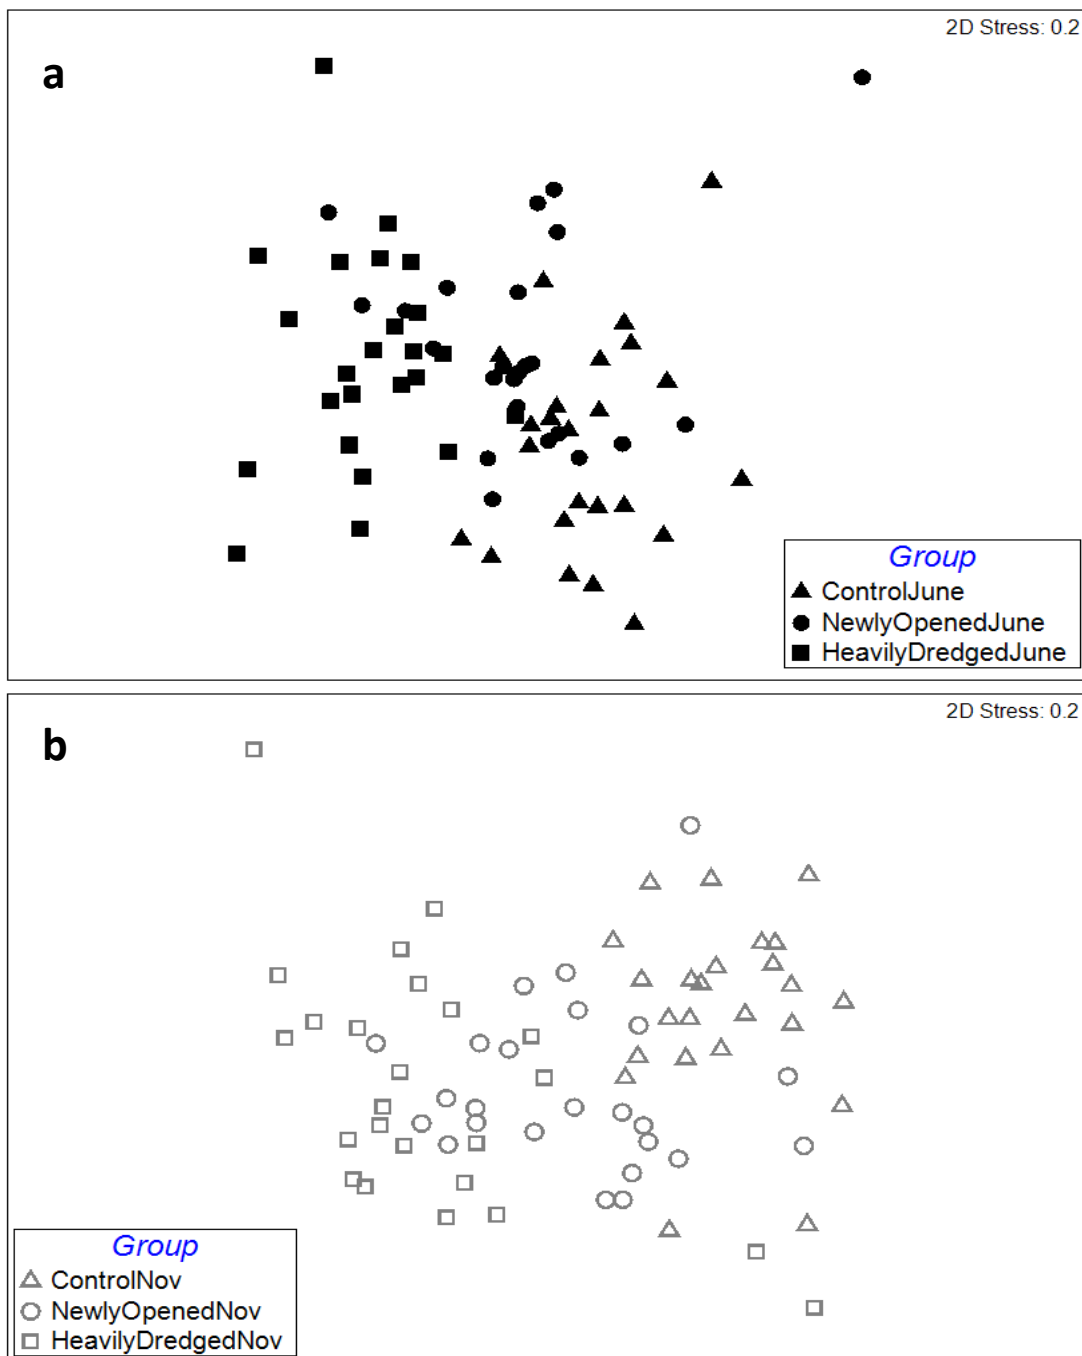 2D Stress: 0.2
a
Group
ControlJune
NewlyOpenedJune
HeavilyDredgedJune
2D Stress: 0.2
b
Group
ControlNov
NewlyOpenedNov
HeavilyDredgedNov